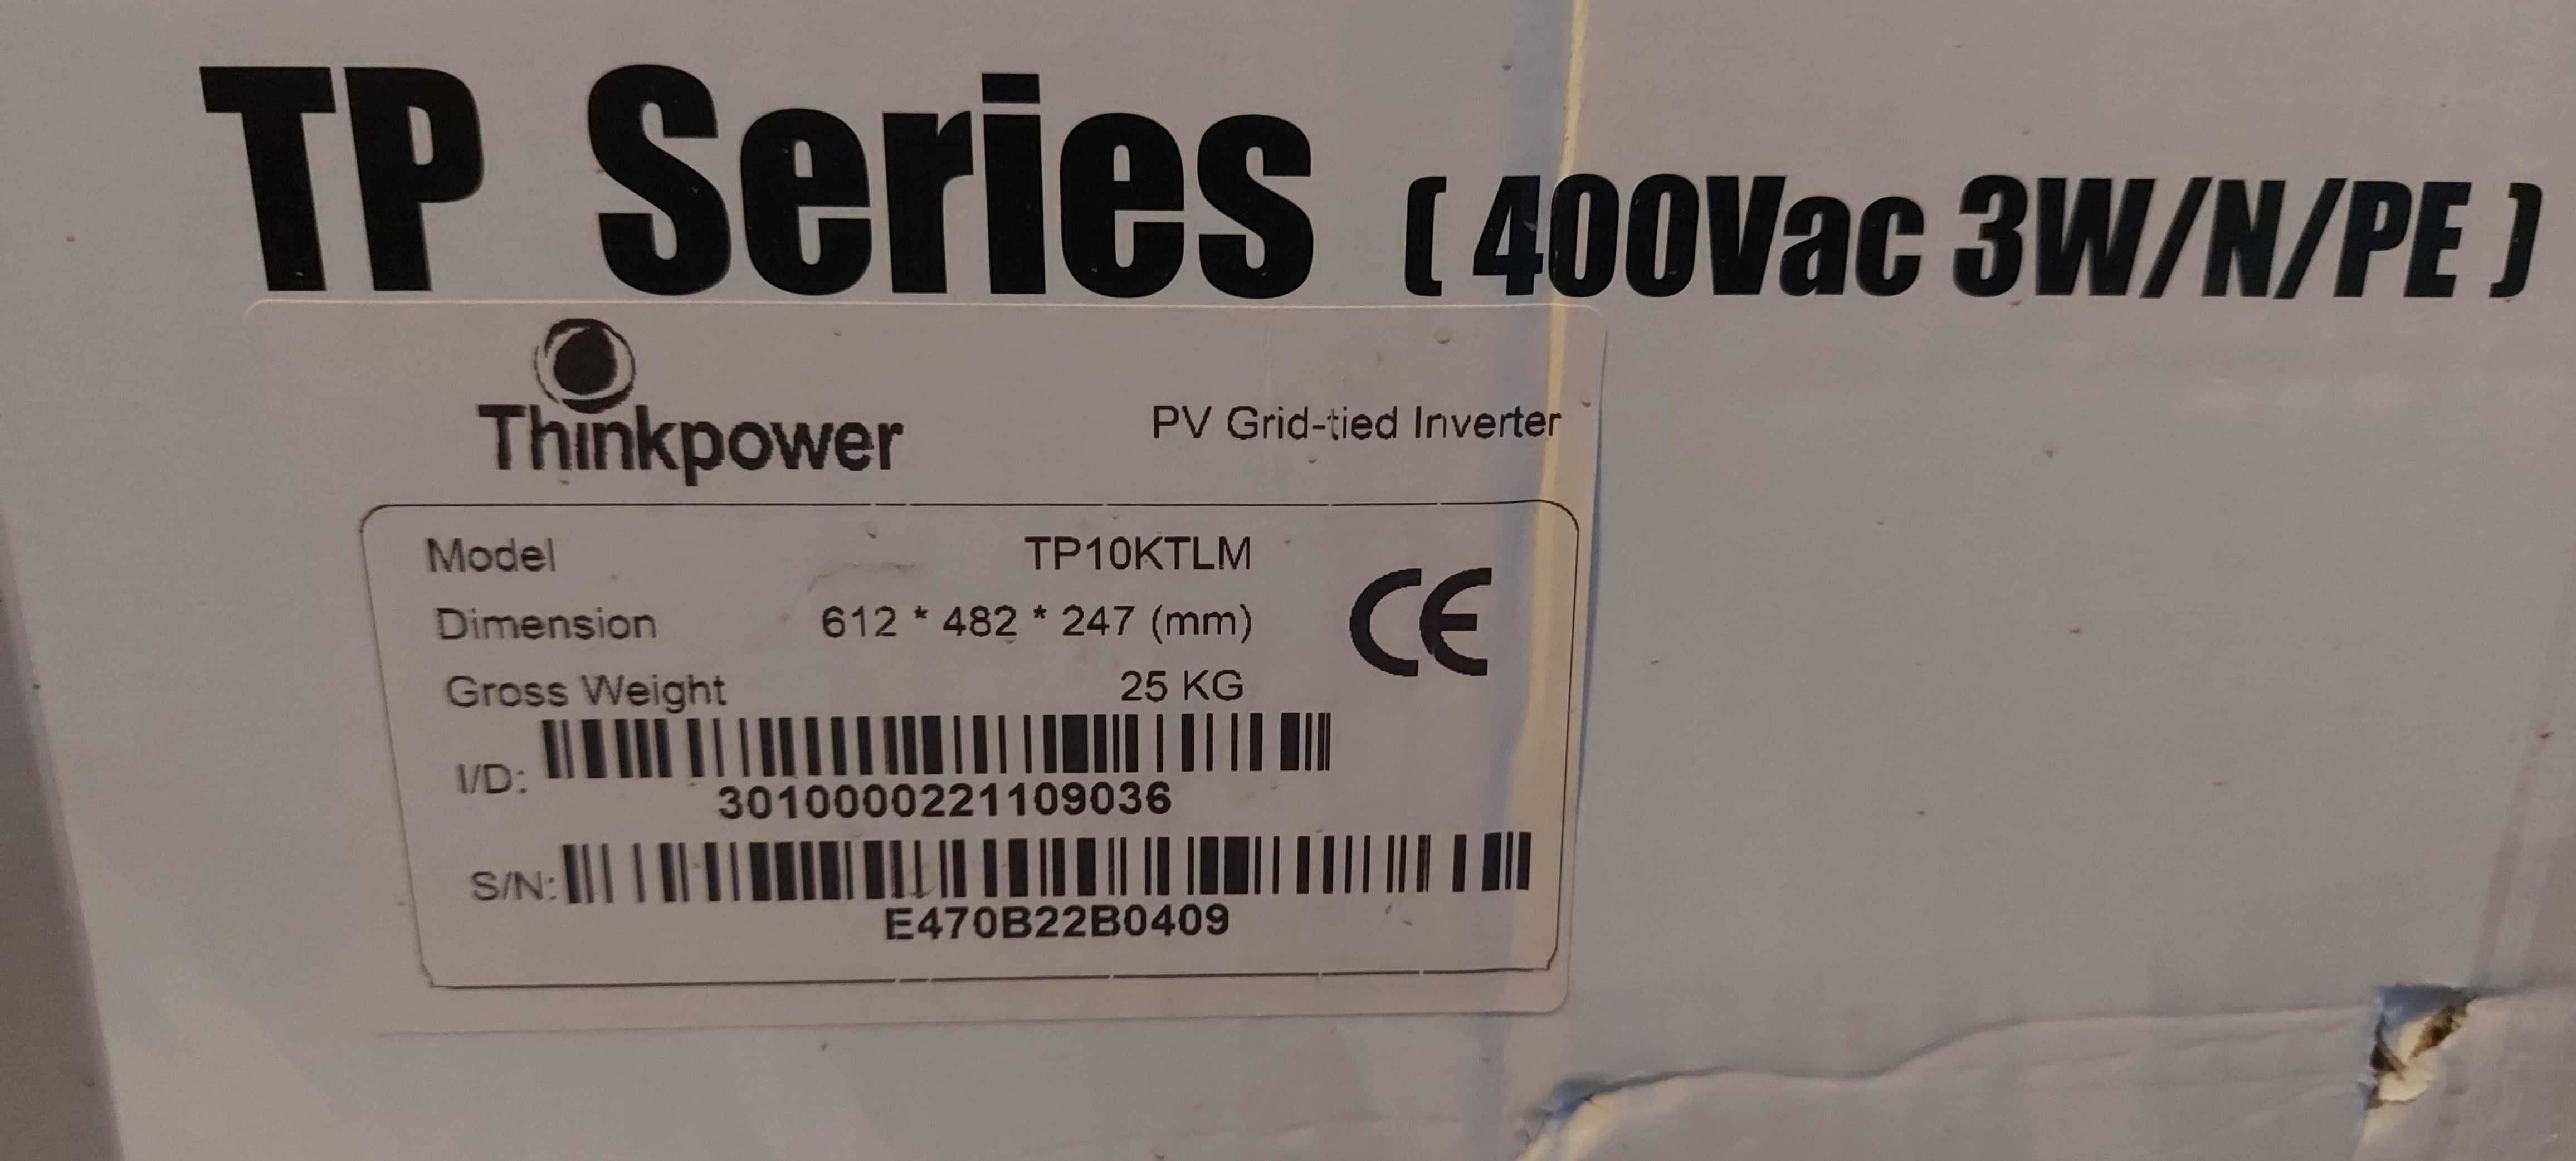 TP Series ( 400Vac 3W/N/PE )
Thinkpower
PV Grid-tied Inverter
Model TP10KTLM
Dimension 612 * 482 * 247 (mm)
CE
Gross Weight 25 KG
I/D:
3010000221109036
S/N:
E470B22B0409